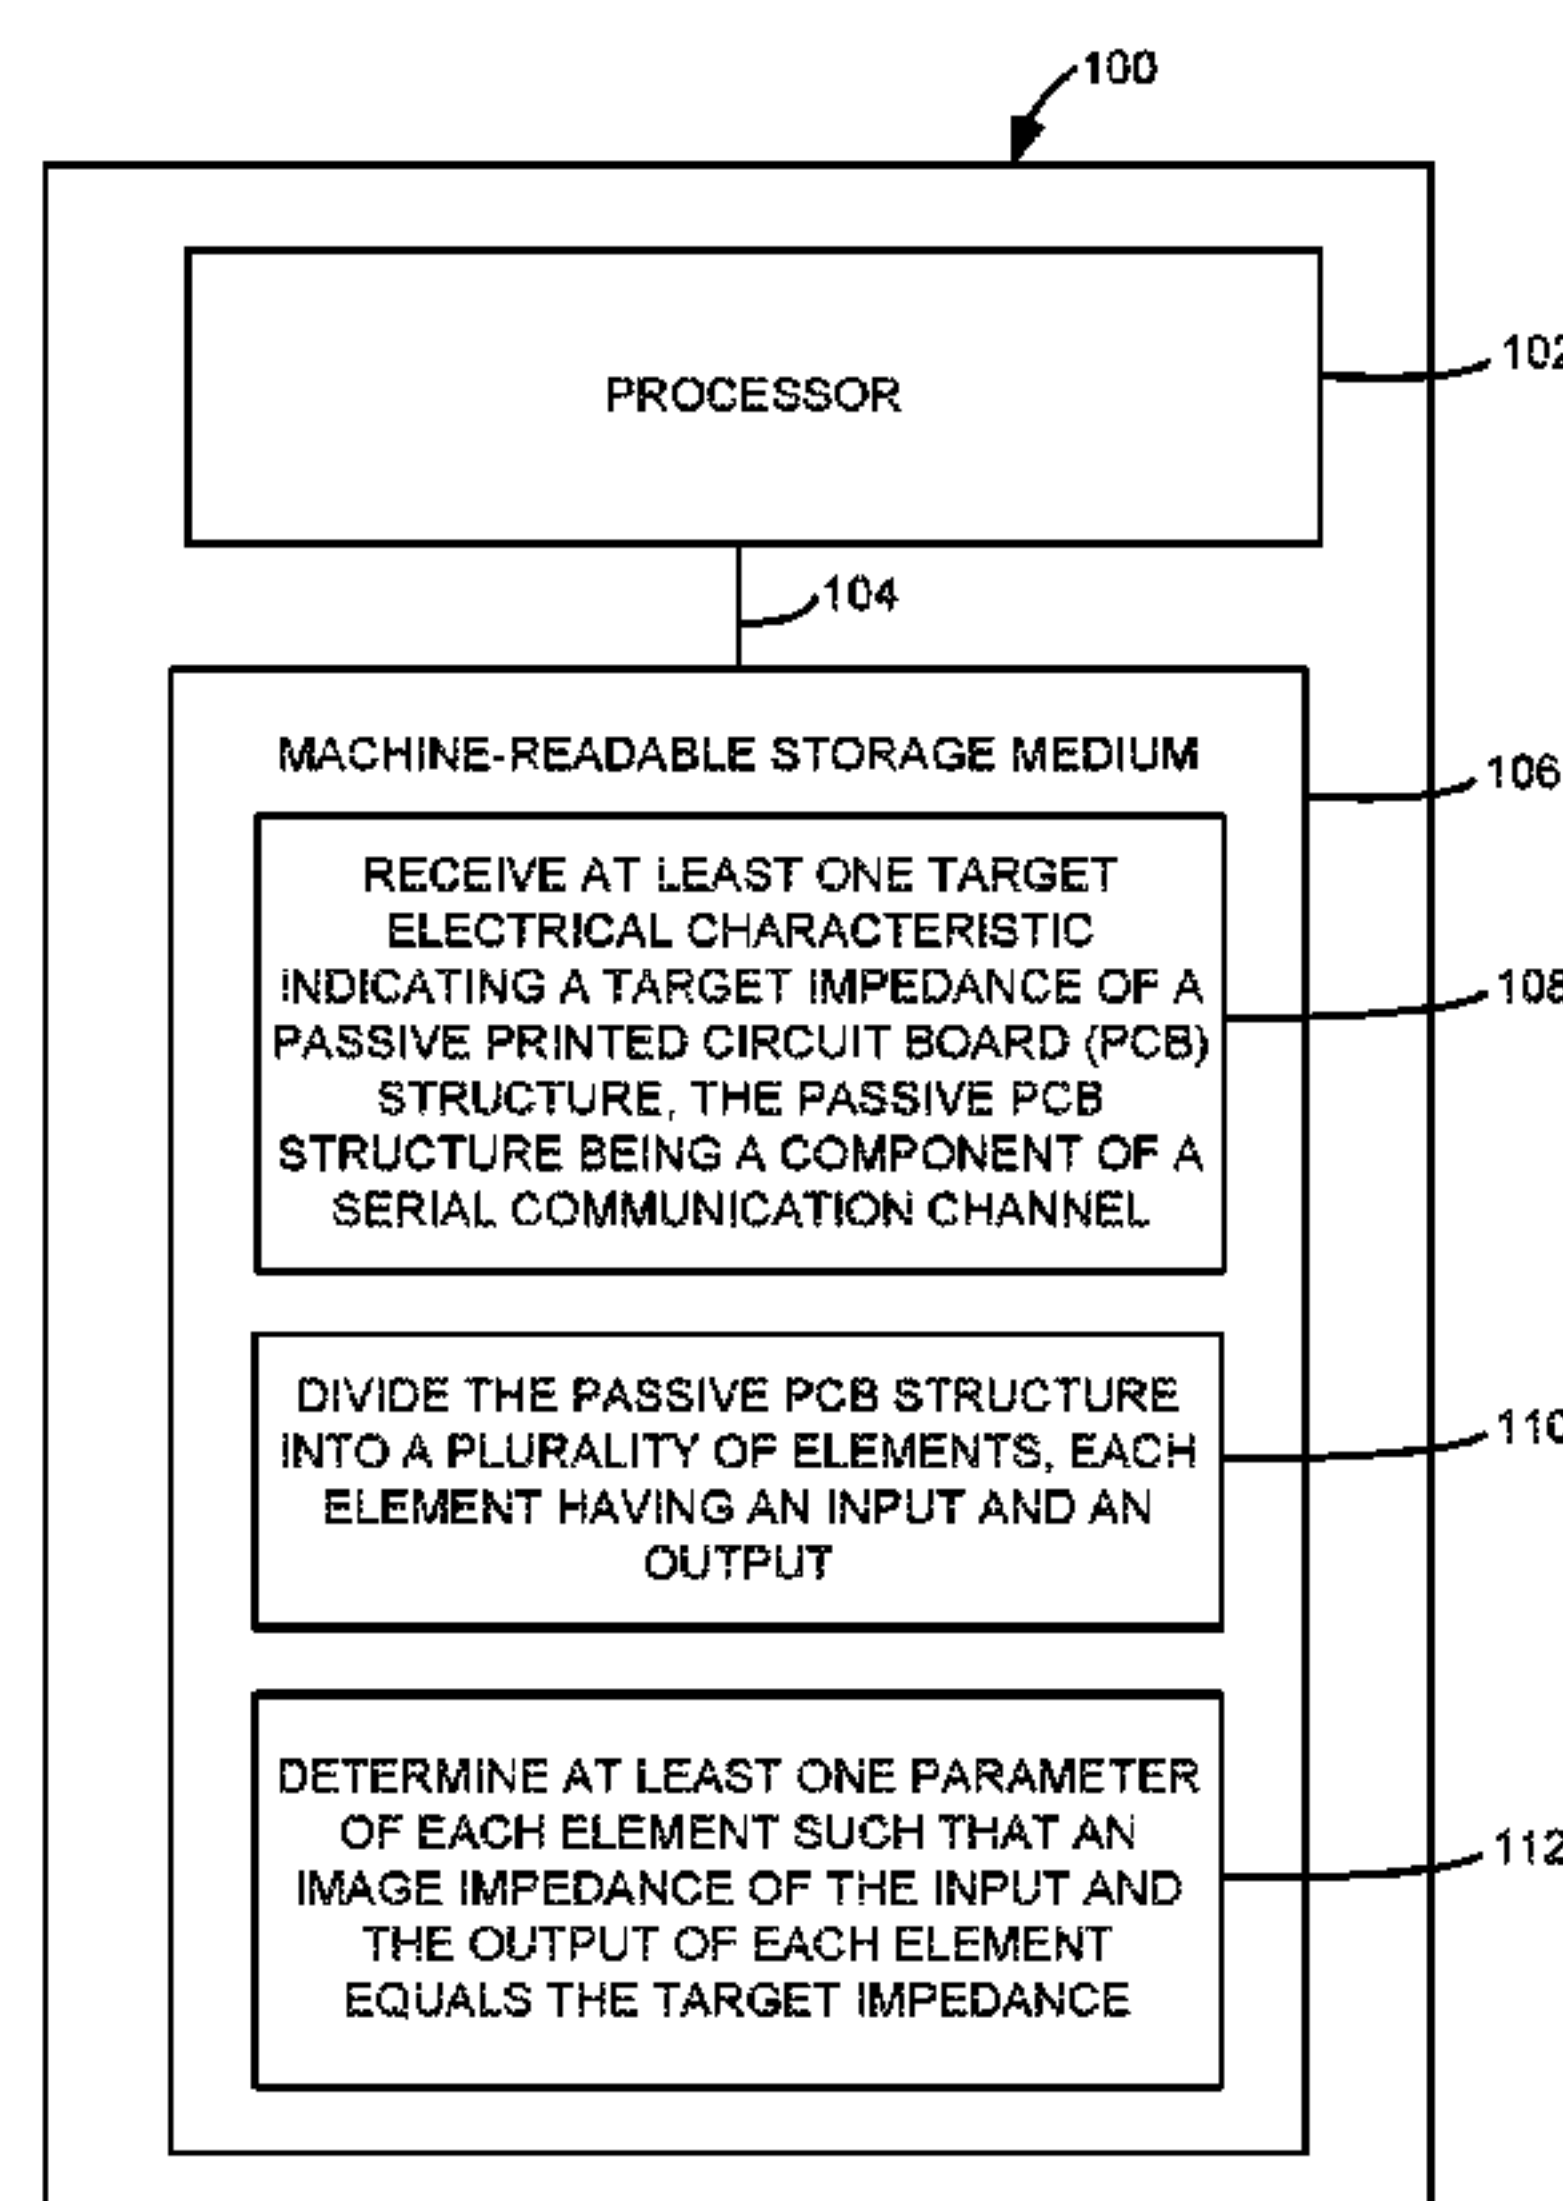 100
PROCESSOR
102
104
MACHINE-READABLE STORAGE MEDIUM
106
RECEIVE AT LEAST ONE TARGET
ELECTRICAL CHARACTERISTIC
INDICATING A TARGET IMPEDANCE OF A
PASSIVE PRINTED CIRCUIT BOARD (PCB)
STRUCTURE, THE PASSIVE PCB
STRUCTURE BEING A COMPONENT OF A
SERIAL COMMUNICATION CHANNEL
108
DIVIDE THE PASSIVE PCB STRUCTURE
INTO A PLURALITY OF ELEMENTS, EACH
ELEMENT HAVING AN INPUT AND AN
OUTPUT
110
DETERMINE AT LEAST ONE PARAMETER
OF EACH ELEMENT SUCH THAT AN
IMAGE IMPEDANCE OF THE INPUT AND
THE OUTPUT OF EACH ELEMENT
EQUALS THE TARGET IMPEDANCE
112